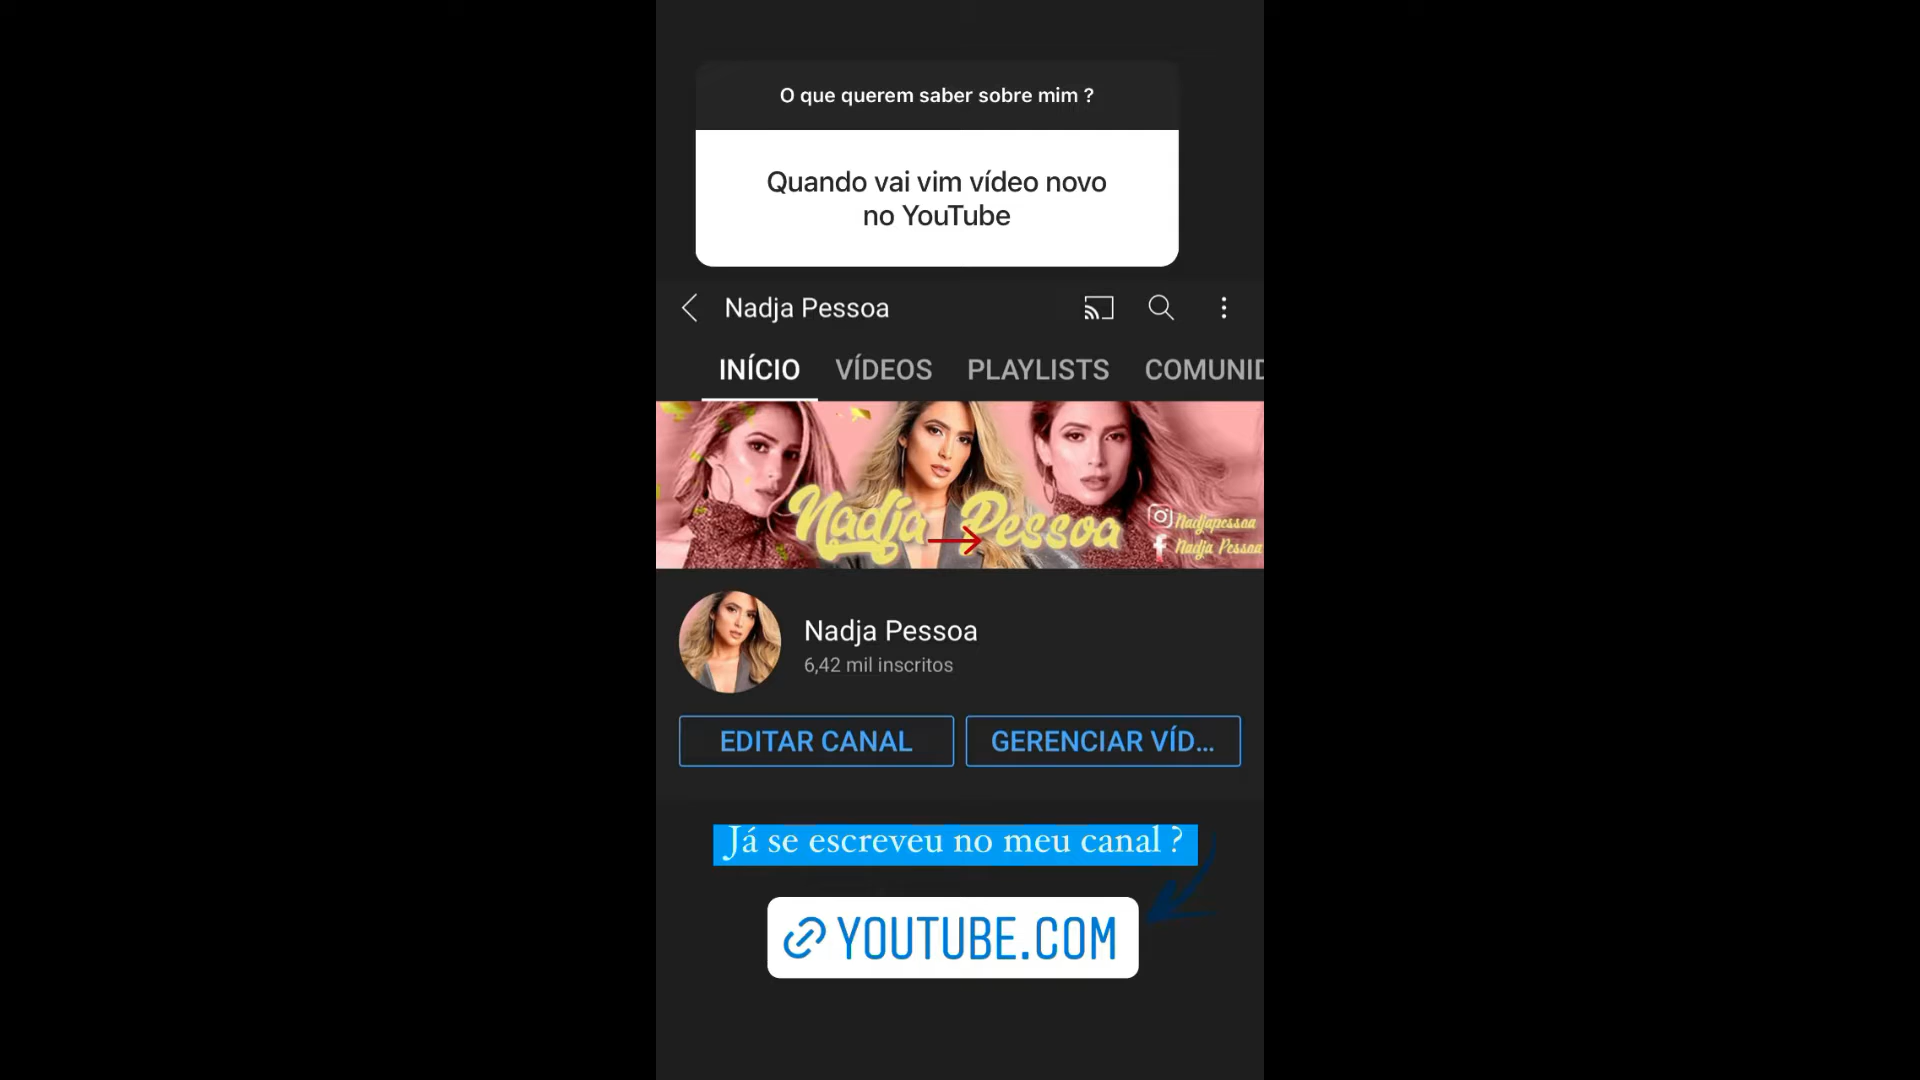 O que querem saber sobre mim ?
Quando vai vim vídeo novo
no YouTube
Nadja Pessoa
INÍCIO VÍDEOS PLAYLISTS COMUNID
Nadja Pessoa
Nadjapessoa
Nadja Pessoa
Nadja Pessoa
6,42 mil inscritos
EDITAR CANAL GERENCIAR VÍD...
Já se escreveu no meu canal ?
YOUTUBE.COM